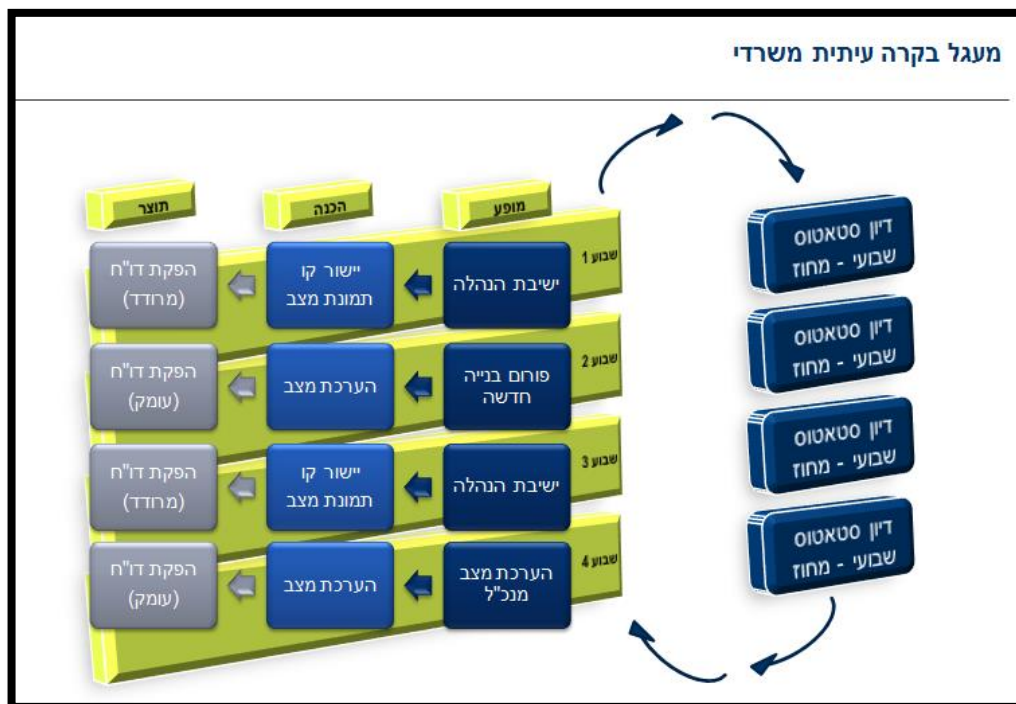 מעגל בקרה עיתית משרדי
מופע
הכנה
תוצר
שבוע 1
ישיבת הנהלה
יישור קו
תמונת מצב
הפקת דו"ח
(מרודד)
שבוע 2
פורום בנייה
חדשה
הערכת מצב
הפקת דו"ח
(עומק)
שבוע 3
ישיבת הנהלה
יישור קו
תמונת מצב
הפקת דו"ח
(מרודד)
שבוע 4
הערכת מצב
מנכ"ל
הערכת מצב
הפקת דו"ח
(עומק)
דיון סטאטוס
שבועי - מחוז
דיון סטאטוס
שבועי - מחוז
דיון סטאטוס
שבועי - מחוז
דיון סטאטוס
שבועי - מחוז